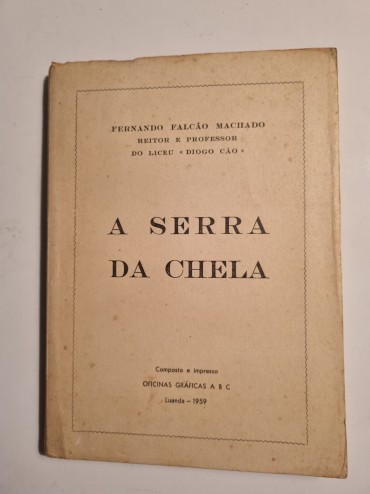 FERNANDO FALCÃO MACHADO
REITOR E PROFESSOR
DO LICEU « DIOGO CÃO »
A SERRA
DA CHELA
Composto e impresso
OFICINAS GRÁFICAS A B C
Luanda – 1959